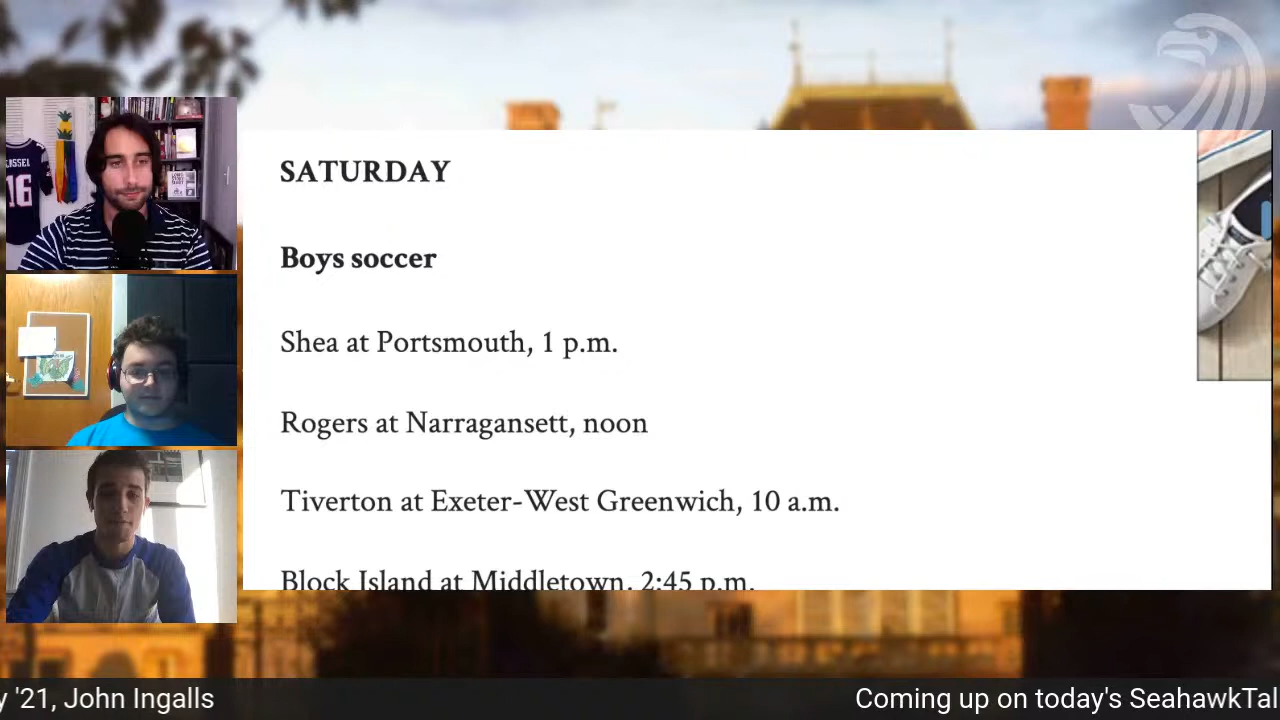 SATURDAY
Boys soccer
Shea at Portsmouth, 1 p.m.
Rogers at Narragansett, noon
Tiverton at Exeter-West Greenwich, 10 a.m.
Block Island at Middletown, 2:45 p.m.
16
y '21, John Ingalls
Coming up on today's SeahawkTal